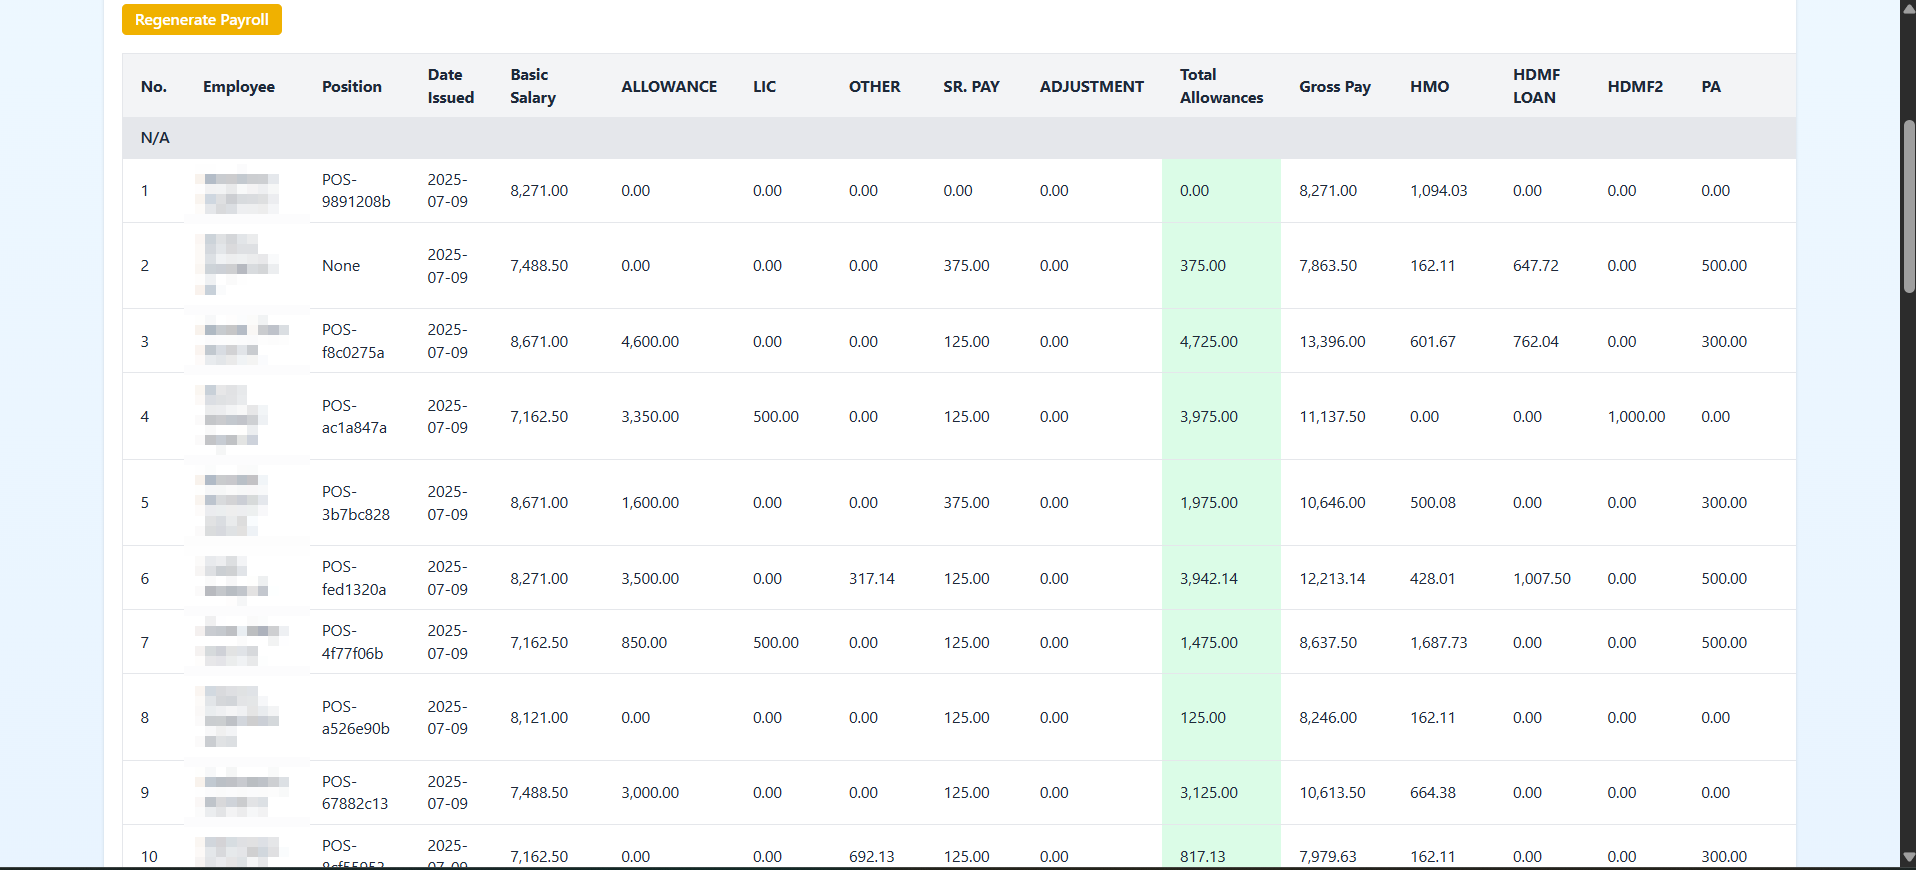 Regenerate Payroll
No. Employee Position Date Issued Basic Salary ALLOWANCE LIC OTHER SR. PAY ADJUSTMENT Total Allowances Gross Pay HMO HDMF LOAN HDMF2 PA
N/A
1 POS-9891208b 2025-07-09 8,271.00 0.00 0.00 0.00 0.00 0.00 0.00 8,271.00 1,094.03 0.00 0.00 0.00
2 None 2025-07-09 7,488.50 0.00 0.00 0.00 375.00 0.00 375.00 7,863.50 162.11 647.72 0.00 500.00
3 POS-f8c0275a 2025-07-09 8,671.00 4,600.00 0.00 0.00 125.00 0.00 4,725.00 13,396.00 601.67 762.04 0.00 300.00
4 POS-ac1a847a 2025-07-09 7,162.50 3,350.00 500.00 0.00 125.00 0.00 3,975.00 11,137.50 0.00 0.00 1,000.00 0.00
5 POS-3b7bc828 2025-07-09 8,671.00 1,600.00 0.00 0.00 375.00 0.00 1,975.00 10,646.00 500.08 0.00 0.00 300.00
6 POS-fed1320a 2025-07-09 8,271.00 3,500.00 0.00 317.14 125.00 0.00 3,942.14 12,213.14 428.01 1,007.50 0.00 500.00
7 POS-4f77f06b 2025-07-09 7,162.50 850.00 500.00 0.00 125.00 0.00 1,475.00 8,637.50 1,687.73 0.00 0.00 500.00
8 POS-a526e90b 2025-07-09 8,121.00 0.00 0.00 0.00 125.00 0.00 125.00 8,246.00 162.11 0.00 0.00 0.00
9 POS-67882c13 2025-07-09 7,488.50 3,000.00 0.00 0.00 125.00 0.00 3,125.00 10,613.50 664.38 0.00 0.00 0.00
10 POS- 2025- 7,162.50 0.00 0.00 692.13 125.00 0.00 817.13 7,979.63 162.11 0.00 0.00 300.00